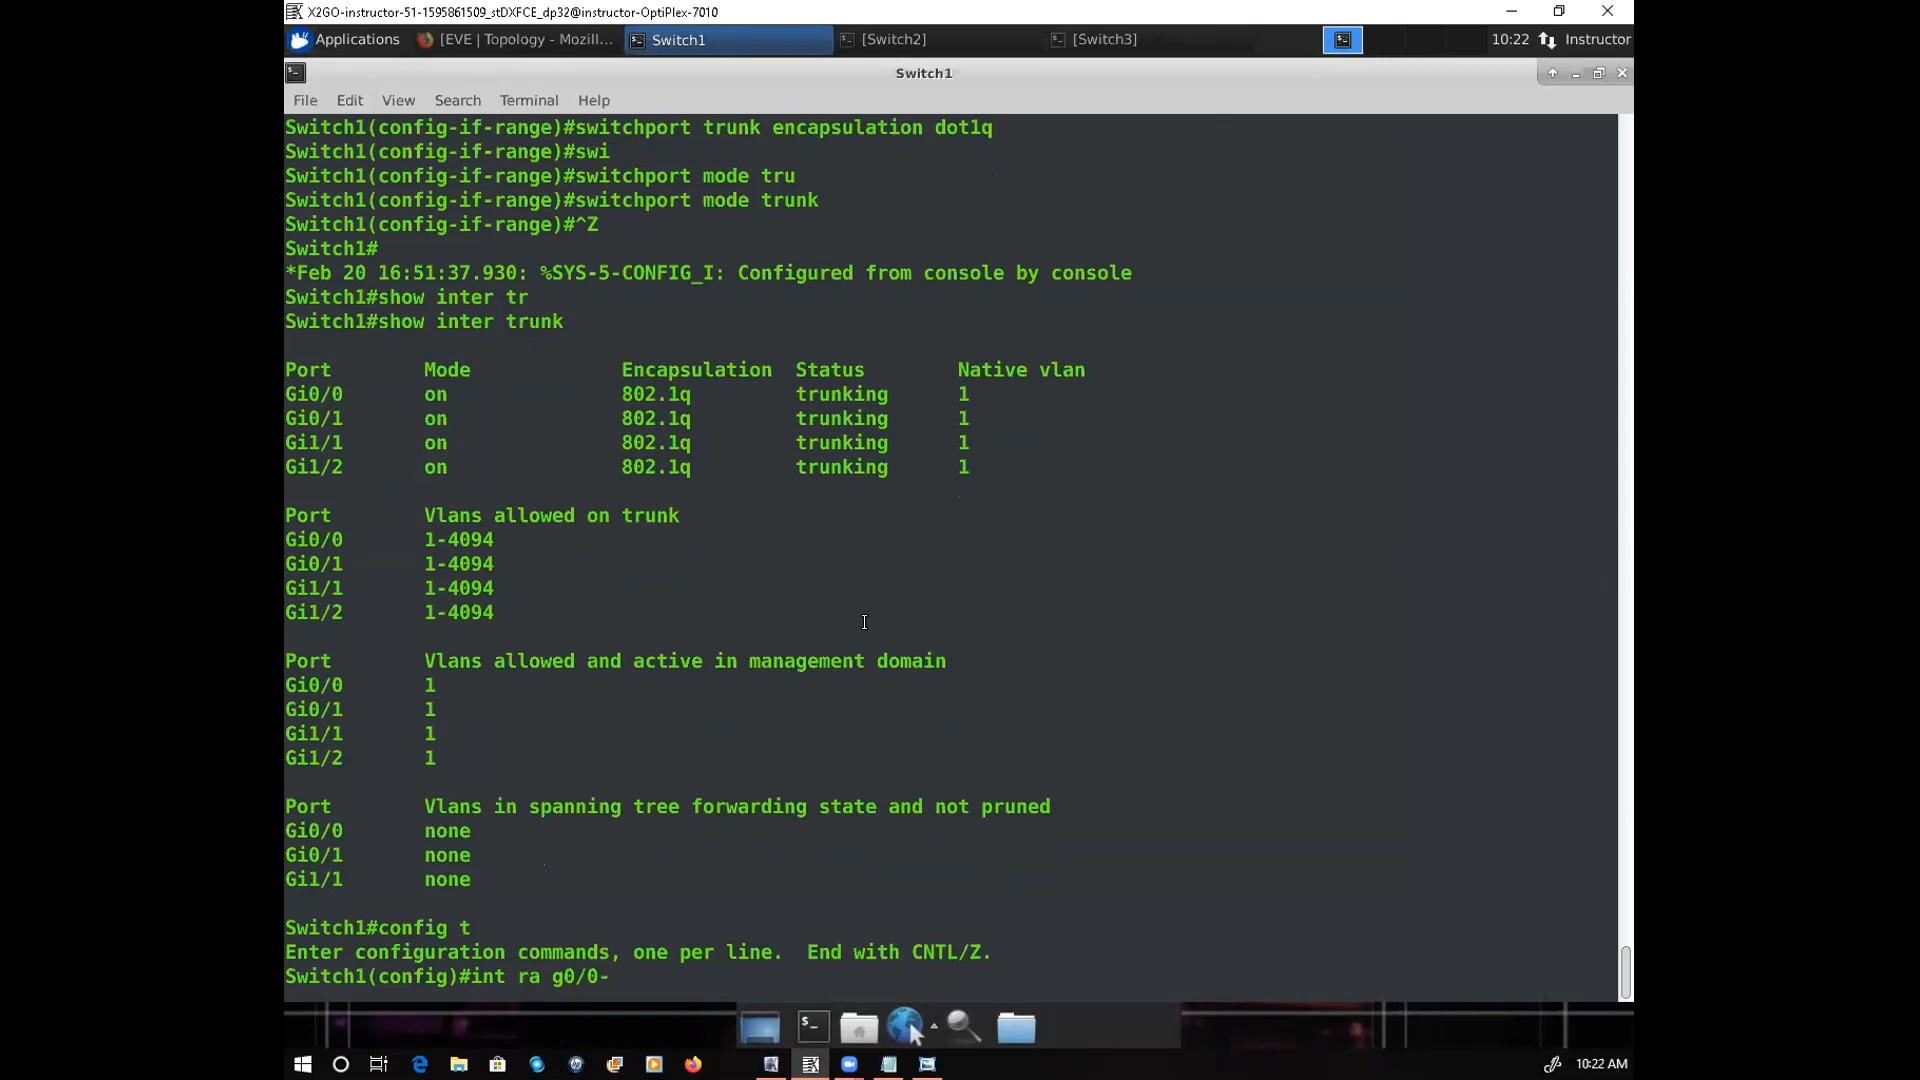 X2GO-instructor-51-1595861509_stDXFCE_dp32@instructor-OptiPlex-7010
Applications [EVE | Topology - Mozill... Switch1 [Switch2] [Switch3] 10:22 Instructor
Switch1
File Edit View Search Terminal Help
Switch1(config-if-range)#switchport trunk encapsulation dot1q
Switch1(config-if-range)#swi
Switch1(config-if-range)#switchport mode tru
Switch1(config-if-range)#switchport mode trunk
Switch1(config-if-range)#^Z
Switch1#
*Feb 20 16:51:37.930: %SYS-5-CONFIG_I: Configured from console by console
Switch1#show inter tr
Switch1#show inter trunk
Port Mode Encapsulation Status Native vlan
Gi0/0 on 802.1q trunking 1
Gi0/1 on 802.1q trunking 1
Gi1/1 on 802.1q trunking 1
Gi1/2 on 802.1q trunking 1
Port Vlans allowed on trunk
Gi0/0 1-4094
Gi0/1 1-4094
Gi1/1 1-4094
Gi1/2 1-4094
Port Vlans allowed and active in management domain
Gi0/0 1
Gi0/1 1
Gi1/1 1
Gi1/2 1
Port Vlans in spanning tree forwarding state and not pruned
Gi0/0 none
Gi0/1 none
Gi1/1 none
Switch1#config t
Enter configuration commands, one per line. End with CNTL/Z.
Switch1(config)#int ra g0/0-
10:22 AM